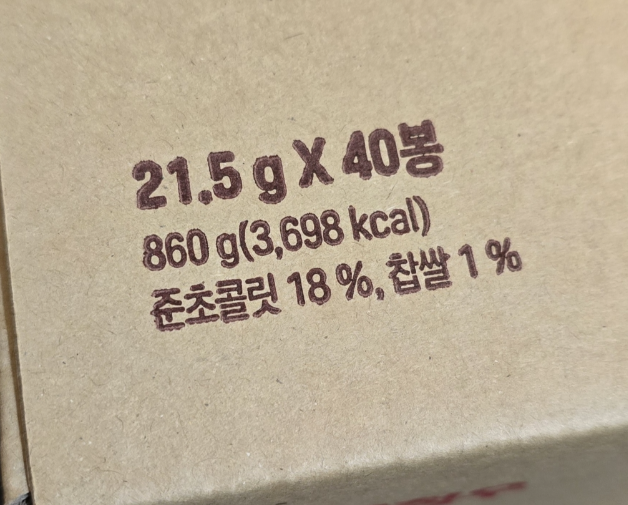 21.5 g X 40봉
860 g(3,698 kcal)
준초콜릿 18 %, 찹쌀 1 %